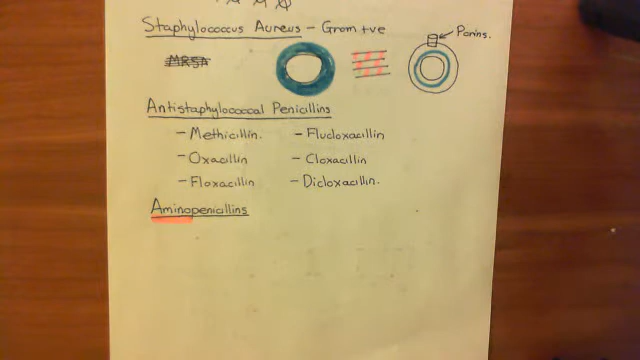 Staphylococcus Aureus – Gram +ve
Porins.
MRSA
Antistaphylococcal Penicillins
– Methicillin. – Flucloxacillin
– Oxacillin – Cloxacillin
– Floxacillin – Dicloxacillin.
Aminopenicillins